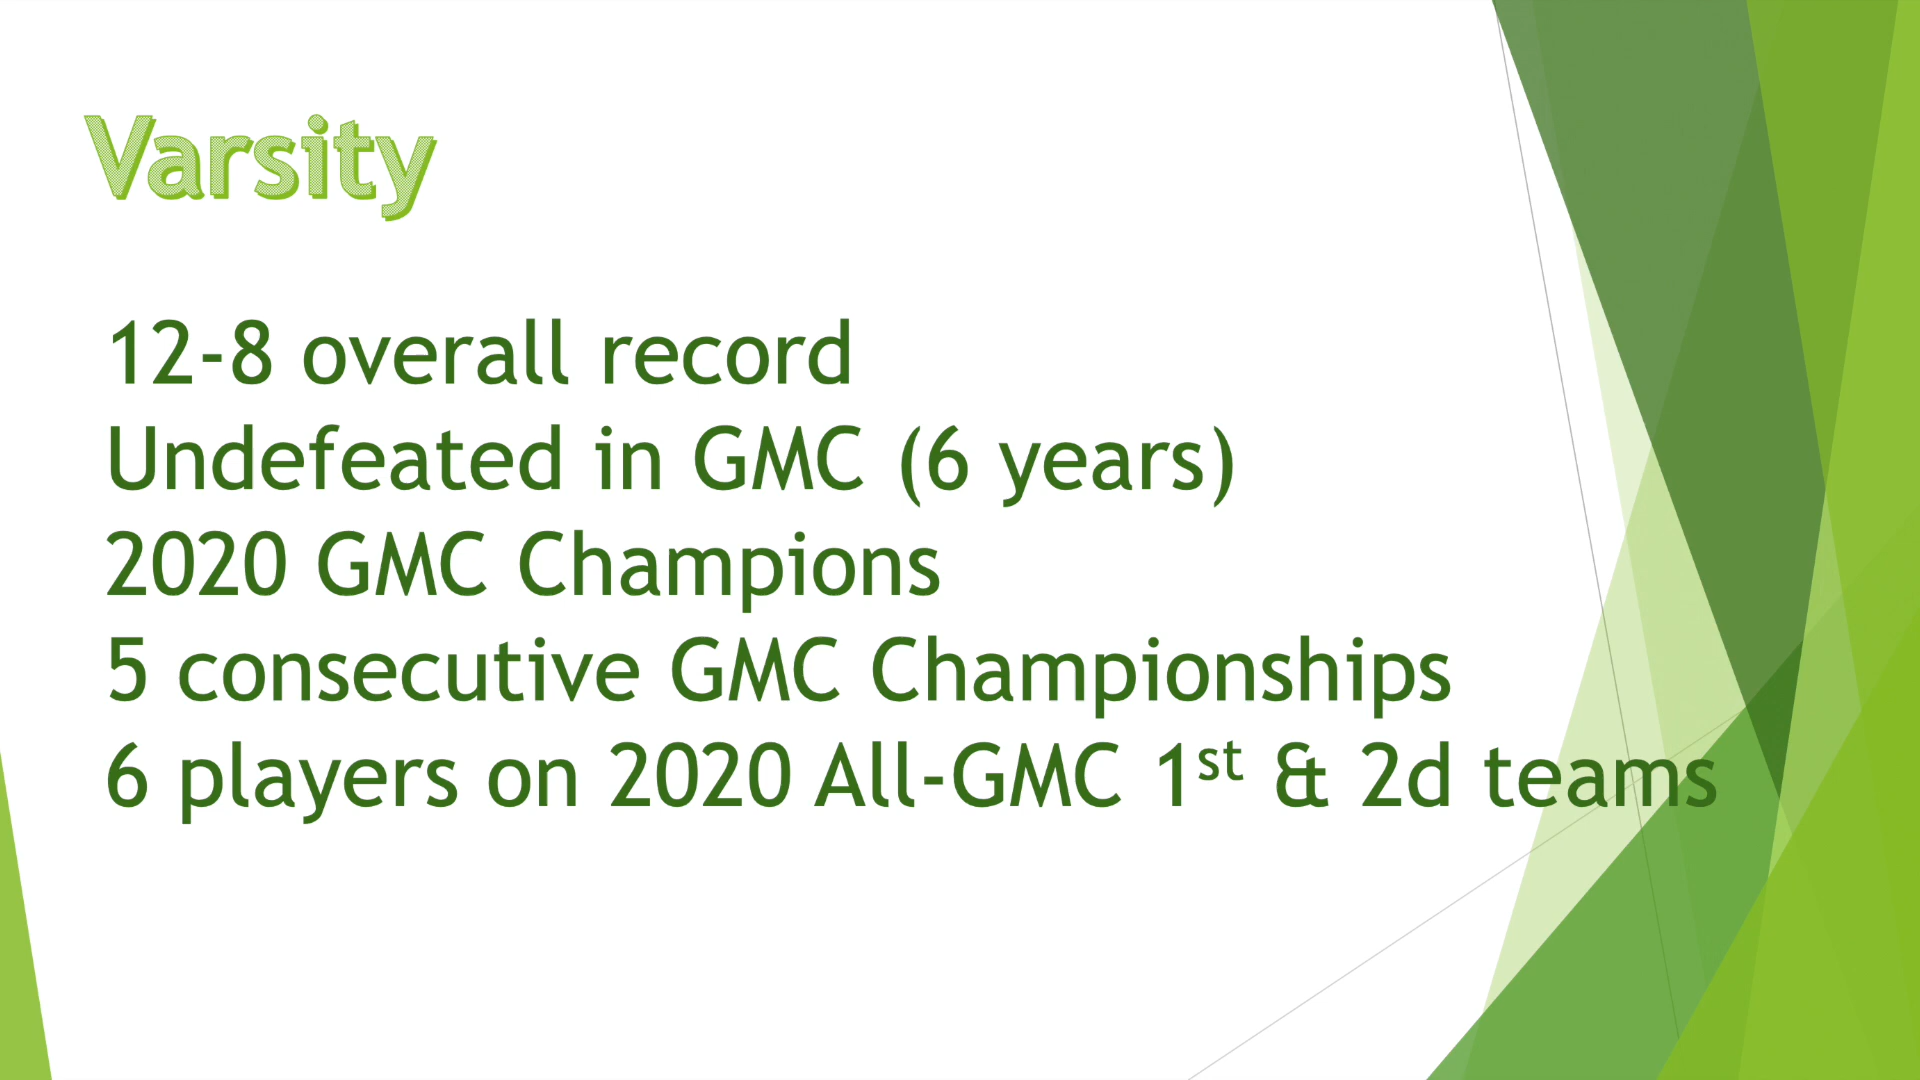 Varsity
12-8 overall record
Undefeated in GMC (6 years)
2020 GMC Champions
5 consecutive GMC Championships
6 players on 2020 All-GMC 1st & 2d teams